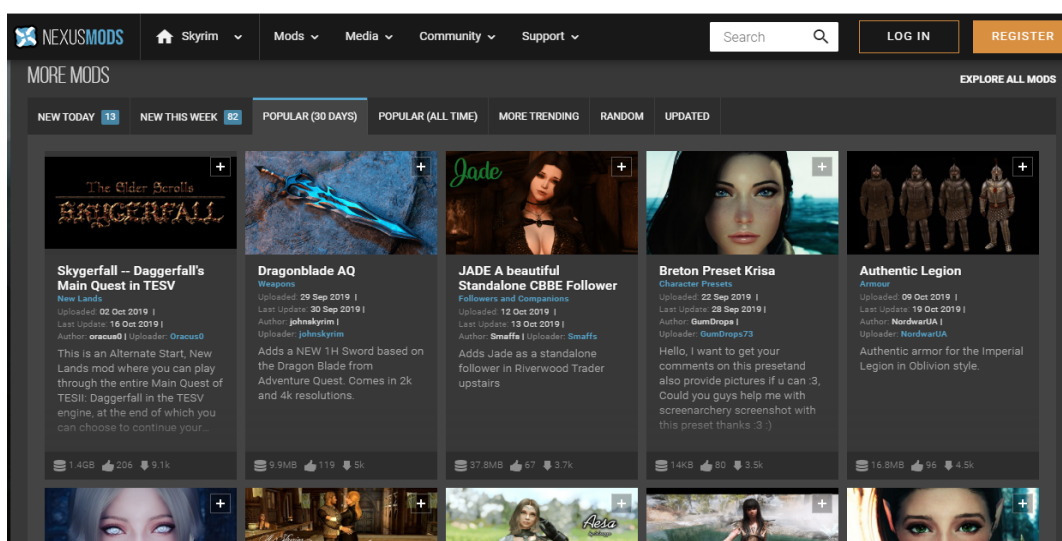 NEXUSMODS
Skyrim
Mods
Media
Community
Support
Search
LOG IN
REGISTER
MORE MODS
EXPLORE ALL MODS
NEW TODAY 13
NEW THIS WEEK 82
POPULAR (30 DAYS)
POPULAR (ALL TIME)
MORE TRENDING
RANDOM
UPDATED
The Elder Scrolls
SKYGERFALL
Skygerfall -- Daggerfall's
Main Quest in TESV
New Lands
Uploaded: 02 Oct 2019 |
Last Update: 16 Oct
2019 |
Author: oracus0 | Uploader: Oracus0
This is an Alternate Start, New
Lands mod where you can play
through the entire Main Quest of
TESII: Daggerfall in the TESV
engine, at the end of which you
can choose to continue your...
1.4GB 206 9.1k
Dragonblade AQ
Weapons
Uploaded: 29 Sep 2019 |
Last Update: 30 Sep 2019 |
Author: johnskyrim |
Uploader: johnskyrim
Adds a NEW 1H Sword based on
the Dragon Blade from
Adventure Quest. Comes in 2k
and 4k resolutions.
9.9MB 119 5k
Jade
JADE A beautiful
Standalone CBBE Follower
Followers and Companions
Uploaded: 12 Oct 2019 |
Last Update: 13 Oct 2019 |
Author: Smaffs | Uploader: Smaffs
Adds Jade as a standalone
follower in Riverwood Trader
upstairs
37.8MB 67 3.7k
Breton Preset Krisa
Character Presets
Uploaded: 22 Sep 2019 |
Last Update: 28 Sep 2019 |
Author: GumDrops |
Uploader: GumDrops73
Hello, I want to get your
comments on this presetand
also provide pictures if u can :3,
Could you guys help me with
screenarchery screenshot with
this preset thanks :3 :)
14KB 80 3.5k
Authentic Legion
Armour
Uploaded: 09 Oct 2019 |
Last Update: 19 Oct 2019 |
Author: NordwarUA |
Uploader: NordwarUA
Authentic armor for the Imperial
Legion in Oblivion style.
16.8MB 96 4.5k
Aesa